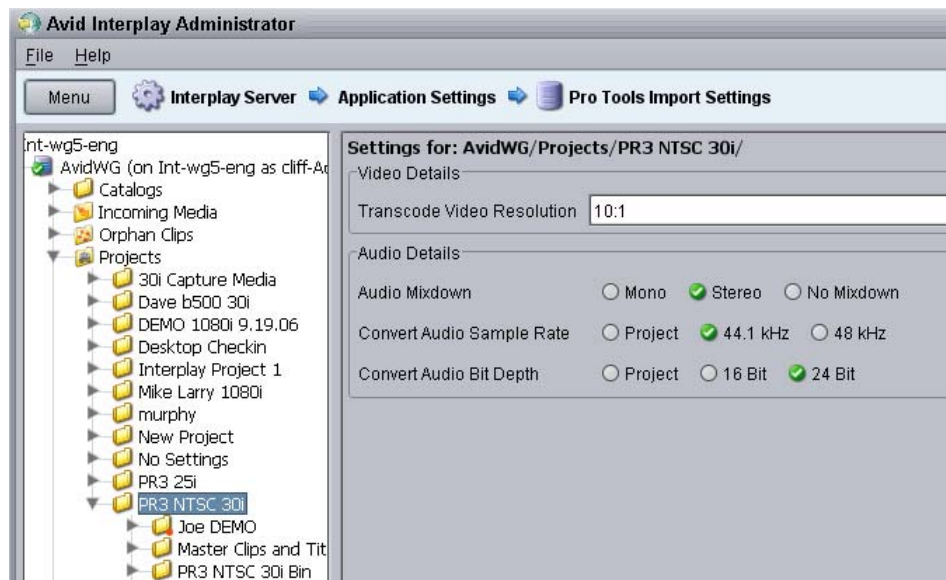 Avid Interplay Administrator
File Help
Menu Interplay Server Application Settings Pro Tools Import Settings
int-wg5-eng
AvidWG (on Int-wg5-eng as cliff-Ad
Catalogs
Incoming Media
Orphan Clips
Projects
30i Capture Media
Dave b500 30i
DEMO 1080i 9.19.06
Desktop Checkin
Interplay Project 1
Mike Larry 1080i
murphy
New Project
No Settings
PR3 25i
PR3 NTSC 30i
Joe DEMO
Master Clips and Tit
PR3 NTSC 30i Bin
Settings for: AvidWG/Projects/PR3 NTSC 30i/
Video Details
Transcode Video Resolution 10:1
Audio Details
Audio Mixdown Mono Stereo No Mixdown
Convert Audio Sample Rate Project 44.1 kHz 48 kHz
Convert Audio Bit Depth Project 16 Bit 24 Bit